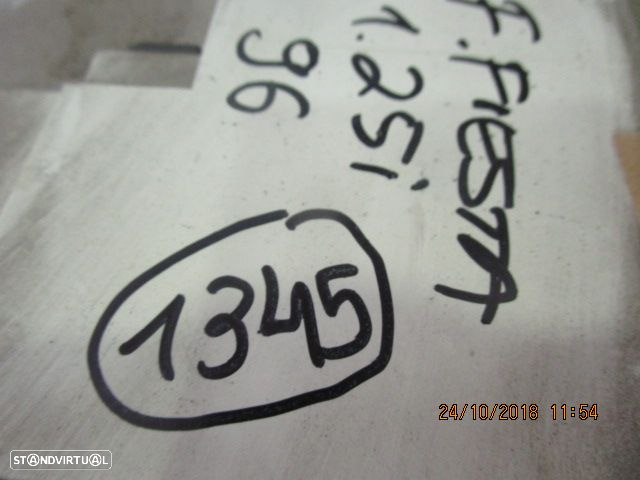 F. FIESTA
1.25i
96
1345
24/10/2018 11:54
STANDVIRTUAL